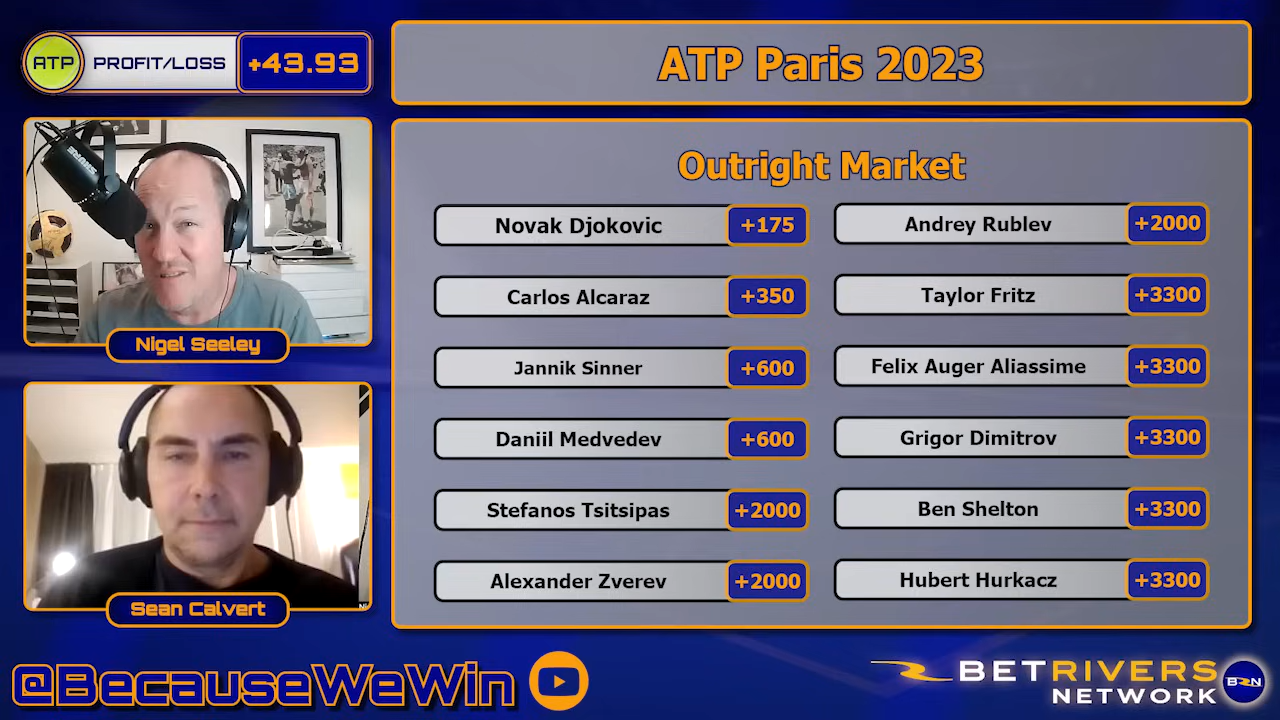 ATP PROFIT/LOSS +43.93
ATP Paris 2023
Outright Market
Novak Djokovic +175
Carlos Alcaraz +350
Jannik Sinner +600
Daniil Medvedev +600
Stefanos Tsitsipas +2000
Alexander Zverev +2000
Andrey Rublev +2000
Taylor Fritz +3300
Felix Auger Aliassime +3300
Grigor Dimitrov +3300
Ben Shelton +3300
Hubert Hurkacz +3300
Nigel Seeley
Sean Calvert
@BecauseWeWin
BETRIVERS
NETWORK
BRN